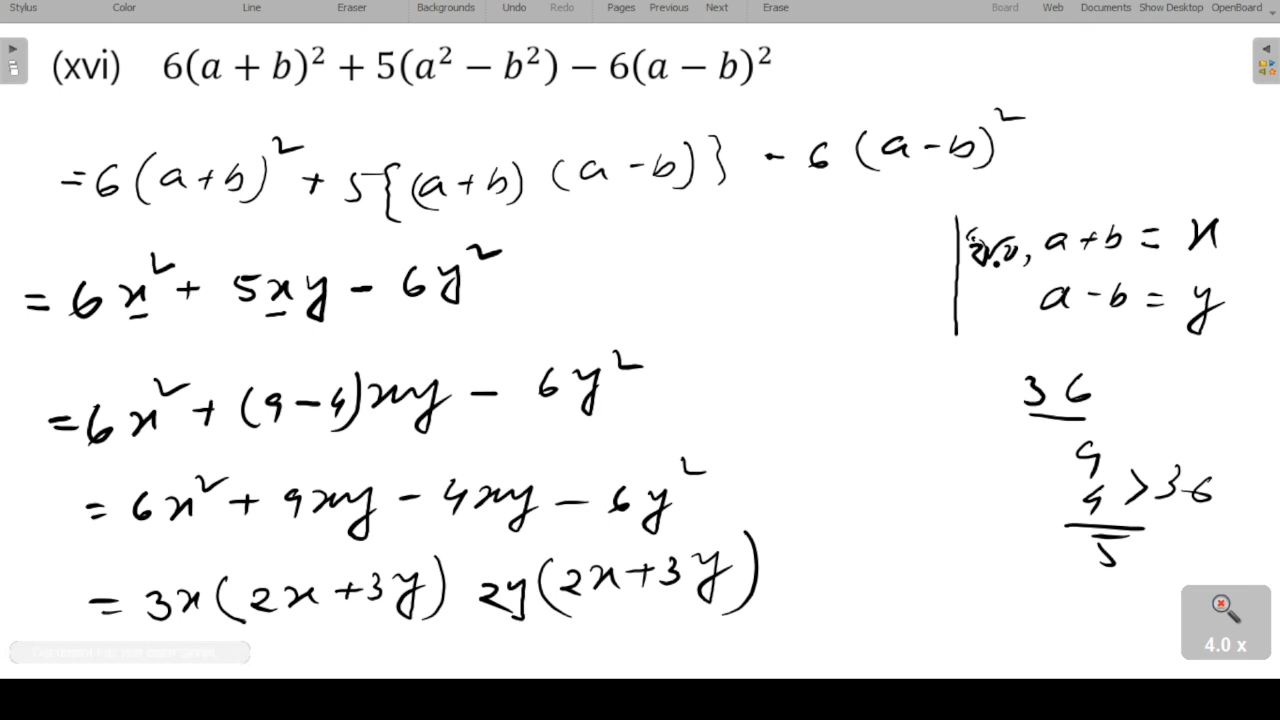 Stylus Color Line Eraser Backgrounds Undo Redo Pages Previous Next Erase Board Web Documents Show Desktop OpenBoard
(xvi) 6(a + b)² + 5(a² − b²) − 6(a − b)²
= 6 (a + b)² + 5{(a + b) (a − b)} − 6 (a − b)²
a + b = x
a − b = y
= 6x² + 5xy − 6y²
= 6x² + (9 − 4)xy − 6y²
36
9
4 > 36
5
= 6x² + 9xy − 4xy − 6y²
= 3x(2x + 3y) 2y(2x + 3y)
4.0 x